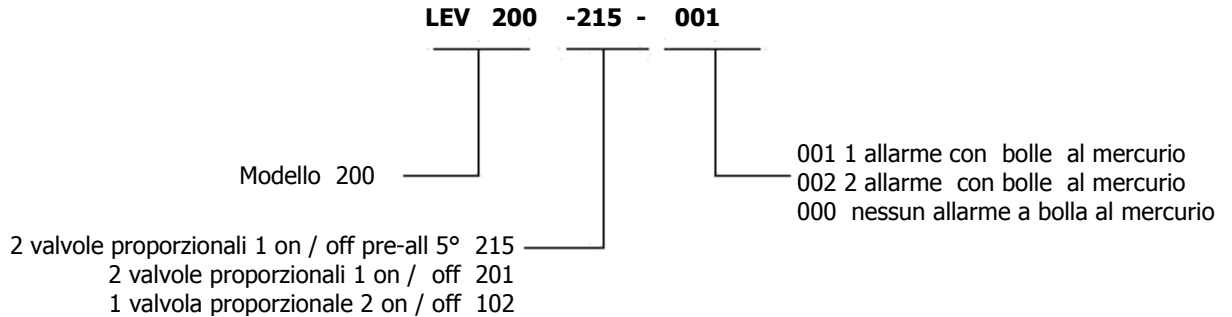 LEV 200 -215 - 001
001 1 allarme con bolle al mercurio
Modello 200
002 2 allarme con bolle al mercurio
000 nessun allarme a bolla al mercurio
2 valvole proporzionali 1 on / off pre-all 5° 215
2 valvole proporzionali 1 on / off 201
1 valvola proporzionale 2 on / off 102